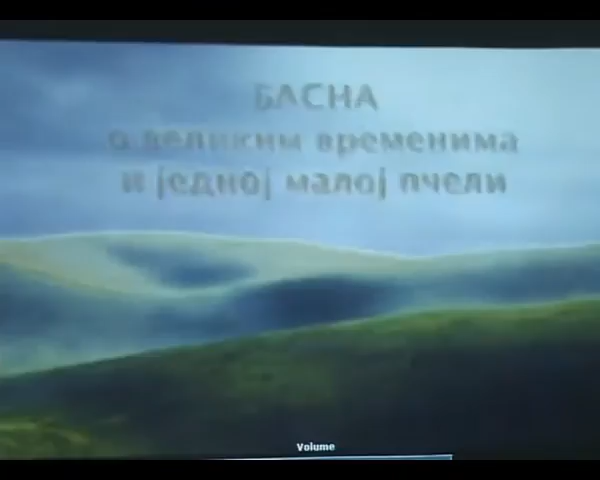 БАСНА
о великим временима
и једној малој пчели
Volume